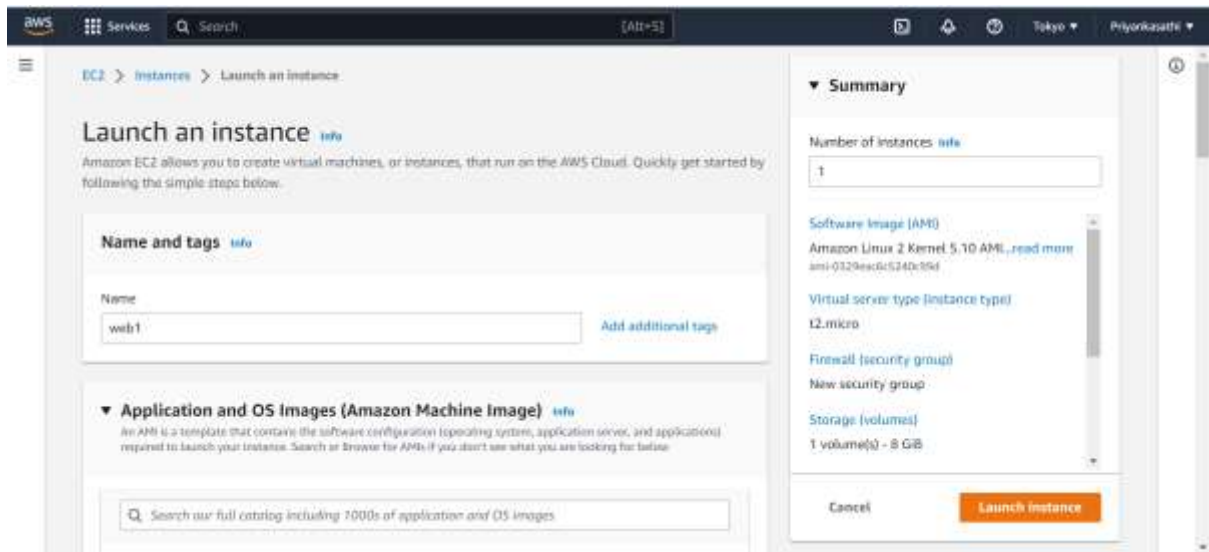 aws
Services
Search
[Alt+S]
Tokyo
Priyonkasathi
EC2 > Instances > Launch an instance
Launch an instance Info
Amazon EC2 allows you to create virtual machines, or instances, that run on the AWS Cloud. Quickly get started by
following the simple steps below.
Name and tags Info
Name
web1
Add additional tags
Application and OS Images (Amazon Machine Image) Info
An AMI is a template that contains the software configuration (operating system, application server, and applications)
required to launch your instance. Search or Browse for AMIs if you don't see what you are looking for below
Search our full catalog including 1000s of application and OS images
Summary
Number of instances Info
1
Software Image (AMI)
Amazon Linux 2 Kernel 5.10 AMI...read more
Virtual server type (instance type)
t2.micro
Firewall (security group)
New security group
Storage (volumes)
1 volume(s) - 8 GiB
Cancel
Launch instance